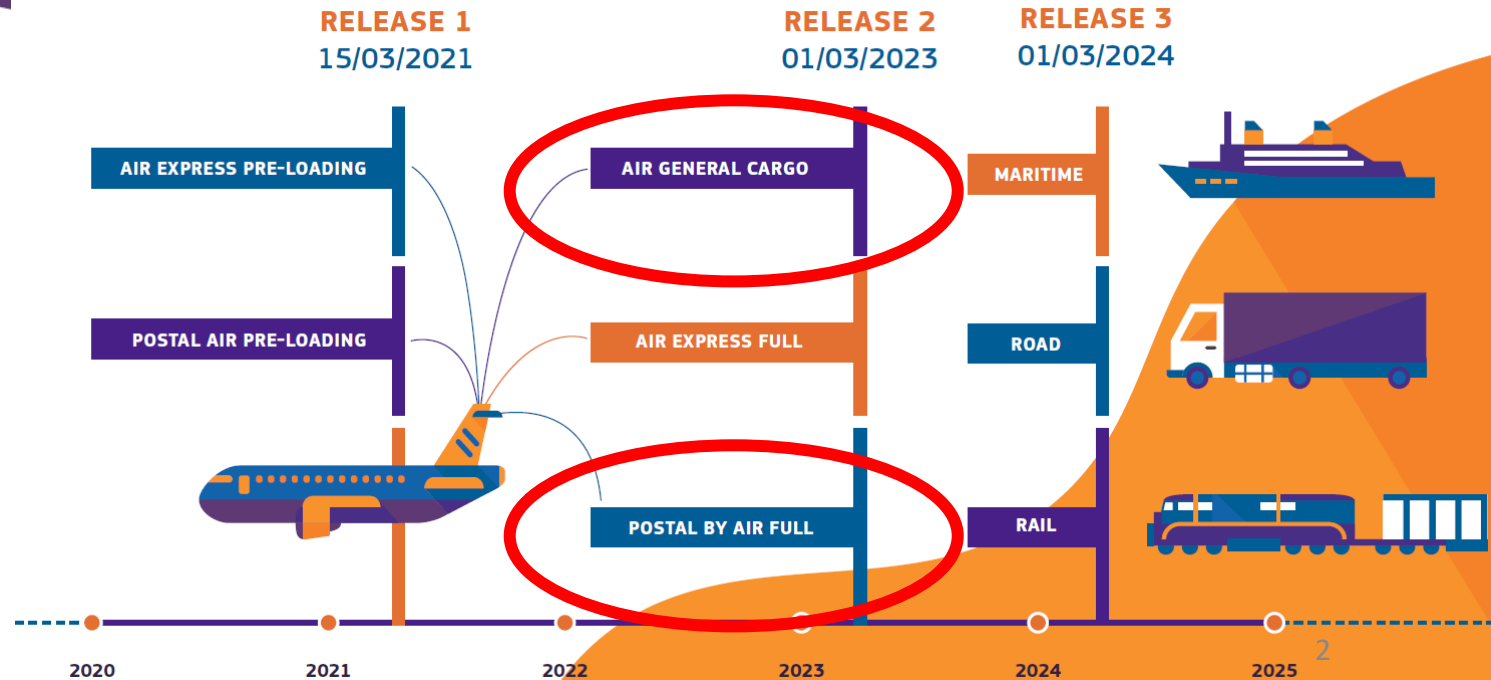 RELEASE 1
15/03/2021
RELEASE 2
01/03/2023
RELEASE 3
01/03/2024
AIR EXPRESS PRE-LOADING
AIR GENERAL CARGO
MARITIME
POSTAL AIR PRE-LOADING
AIR EXPRESS FULL
ROAD
POSTAL BY AIR FULL
RAIL
2020
2021
2022
2023
2024
2025
2